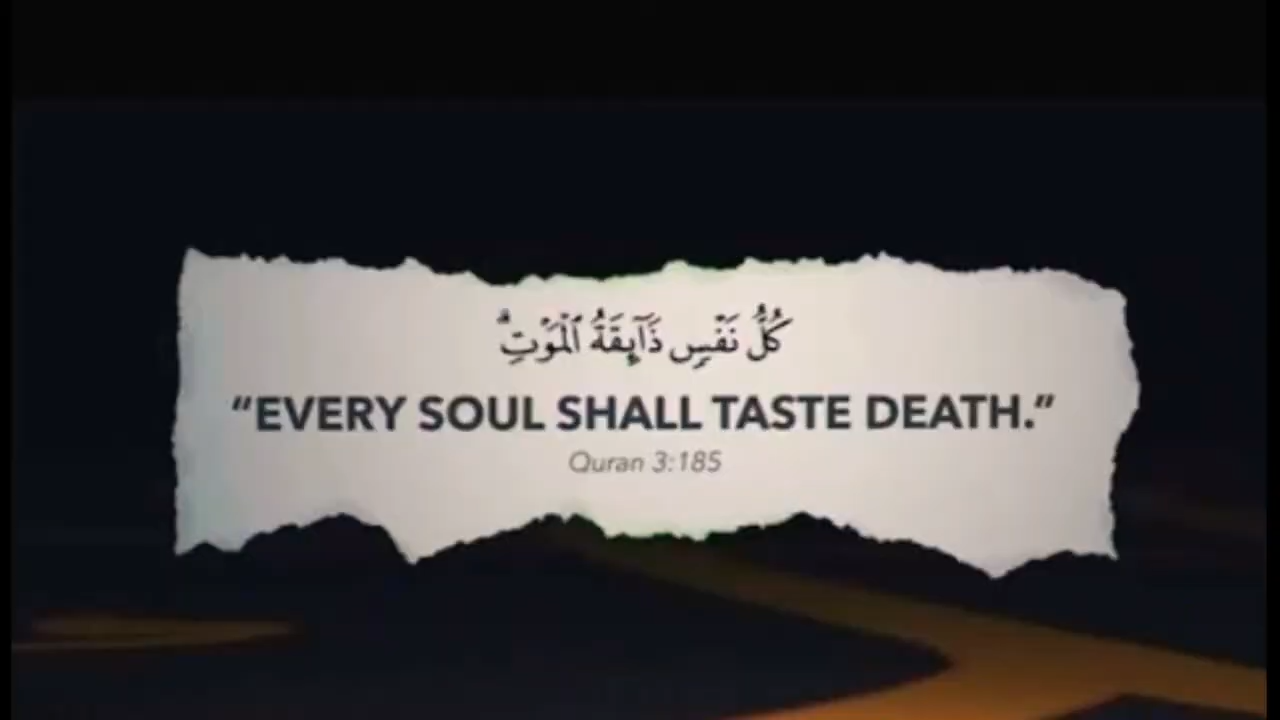 كُلُّ نَفْسٍ ذَآئِقَةُ ٱلْمَوْتِ ۗ
“EVERY SOUL SHALL TASTE DEATH.”
Quran 3:185